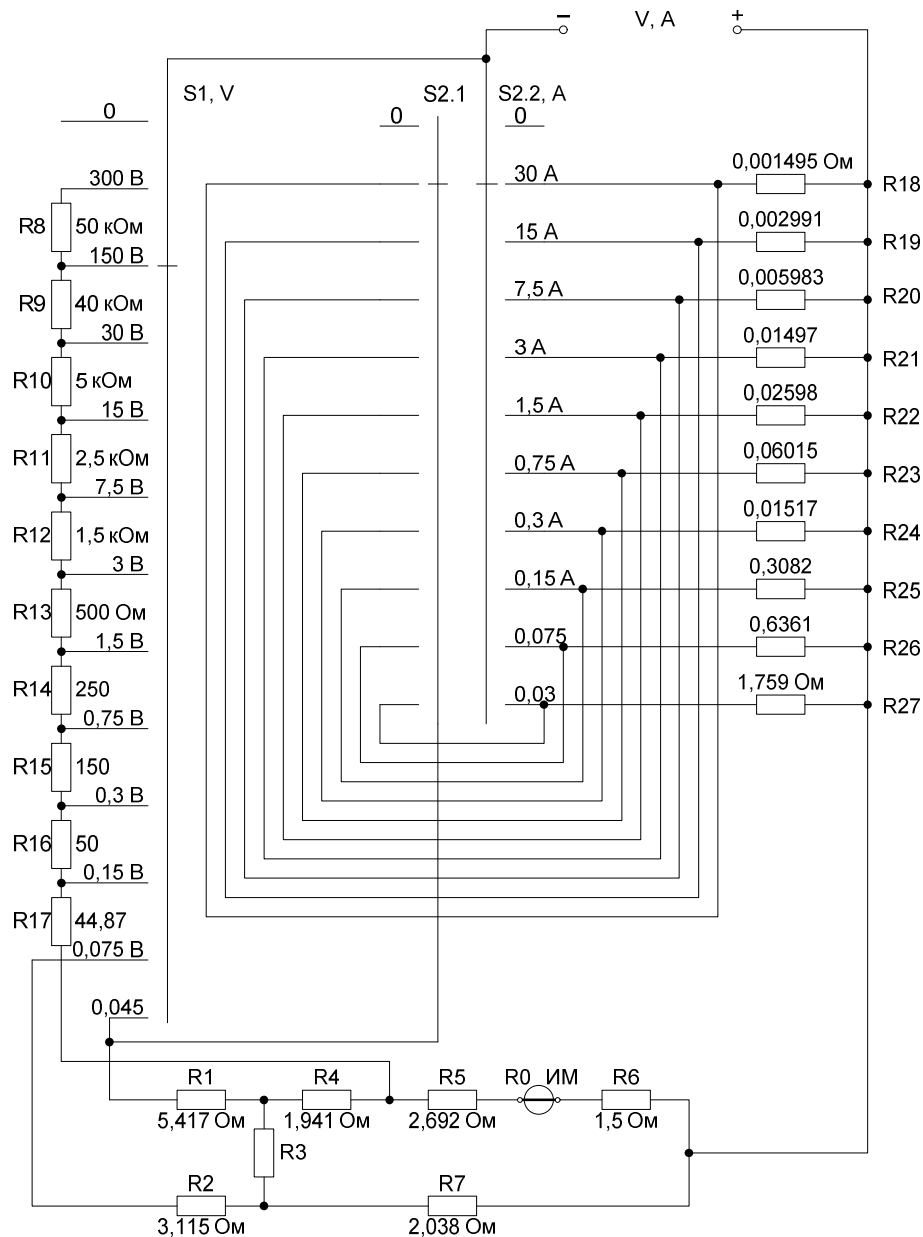 – V, A +
S1, V S2.1 S2.2, A
0 0 0
300 В 30 A 0,001495 Ом R18
R8 50 кОм
150 В 15 A 0,002991 R19
R9 40 кОм
30 В 7,5 A 0,005983 R20
R10 5 кОм
15 В 3 A 0,01497 R21
R11 2,5 кОм
7,5 В 1,5 A 0,02598 R22
R12 1,5 кОм
3 В 0,75 A 0,06015 R23
R13 500 Ом
1,5 В 0,3 A 0,01517 R24
R14 250
0,75 В 0,15 A 0,3082 R25
R15 150
0,3 В 0,075 0,6361 R26
R16 50
0,15 В 0,03 1,759 Ом R27
R17 44,87
0,075 В
0,045
R1 R4 R5 R0 ИМ R6
5,417 Ом 1,941 Ом 2,692 Ом 1,5 Ом
R3
R2 R7
3,115 Ом 2,038 Ом